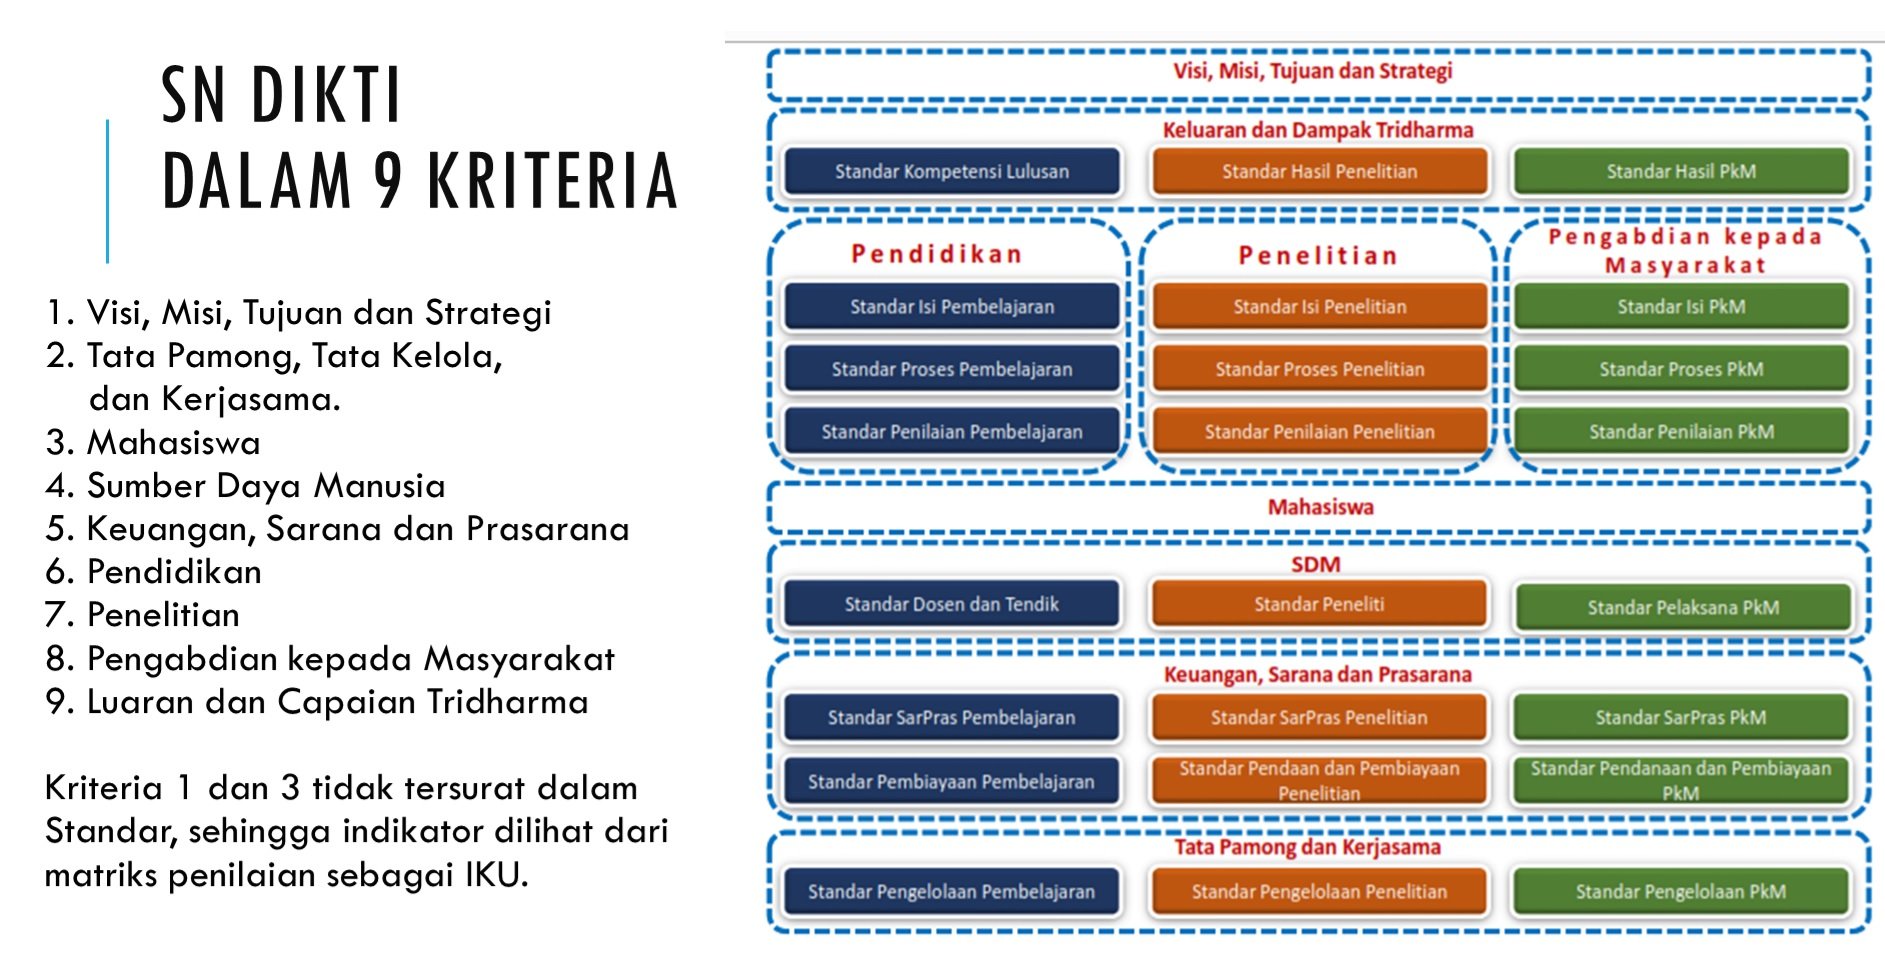 SN DIKTI
DALAM 9 KRITERIA
1. Visi, Misi, Tujuan dan Strategi
2. Tata Pamong, Tata Kelola,
dan Kerjasama.
3. Mahasiswa
4. Sumber Daya Manusia
5. Keuangan, Sarana dan Prasarana
6. Pendidikan
7. Penelitian
8. Pengabdian kepada Masyarakat
9. Luaran dan Capaian Tridharma
Kriteria 1 dan 3 tidak tersurat dalam
Standar, sehingga indikator dilihat dari
matriks penilaian sebagai IKU.
Visi, Misi, Tujuan dan Strategi
Keluaran dan Dampak Tridharma
Standar Kompetensi Lulusan
Standar Hasil Penelitian
Standar Hasil PkM
Pendidikan
Standar Isi Pembelajaran
Standar Proses Pembelajaran
Standar Penilaian Pembelajaran
Penelitian
Standar Isi Penelitian
Standar Proses Penelitian
Standar Penilaian Penelitian
Pengabdian kepada
Masyarakat
Standar Isi PkM
Standar Proses PkM
Standar Penilaian PkM
Mahasiswa
SDM
Standar Dosen dan Tendik
Standar Peneliti
Standar Pelaksana PkM
Keuangan, Sarana dan Prasarana
Standar SarPras Pembelajaran
Standar SarPras Penelitian
Standar SarPras PkM
Standar Pembiayaan Pembelajaran
Standar Pendaan dan Pembiayaan
Penelitian
Standar Pendanaan dan Pembiayaan
PkM
Tata Pamong dan Kerjasama
Standar Pengelolaan Pembelajaran
Standar Pengelolaan Penelitian
Standar Pengelolaan PkM